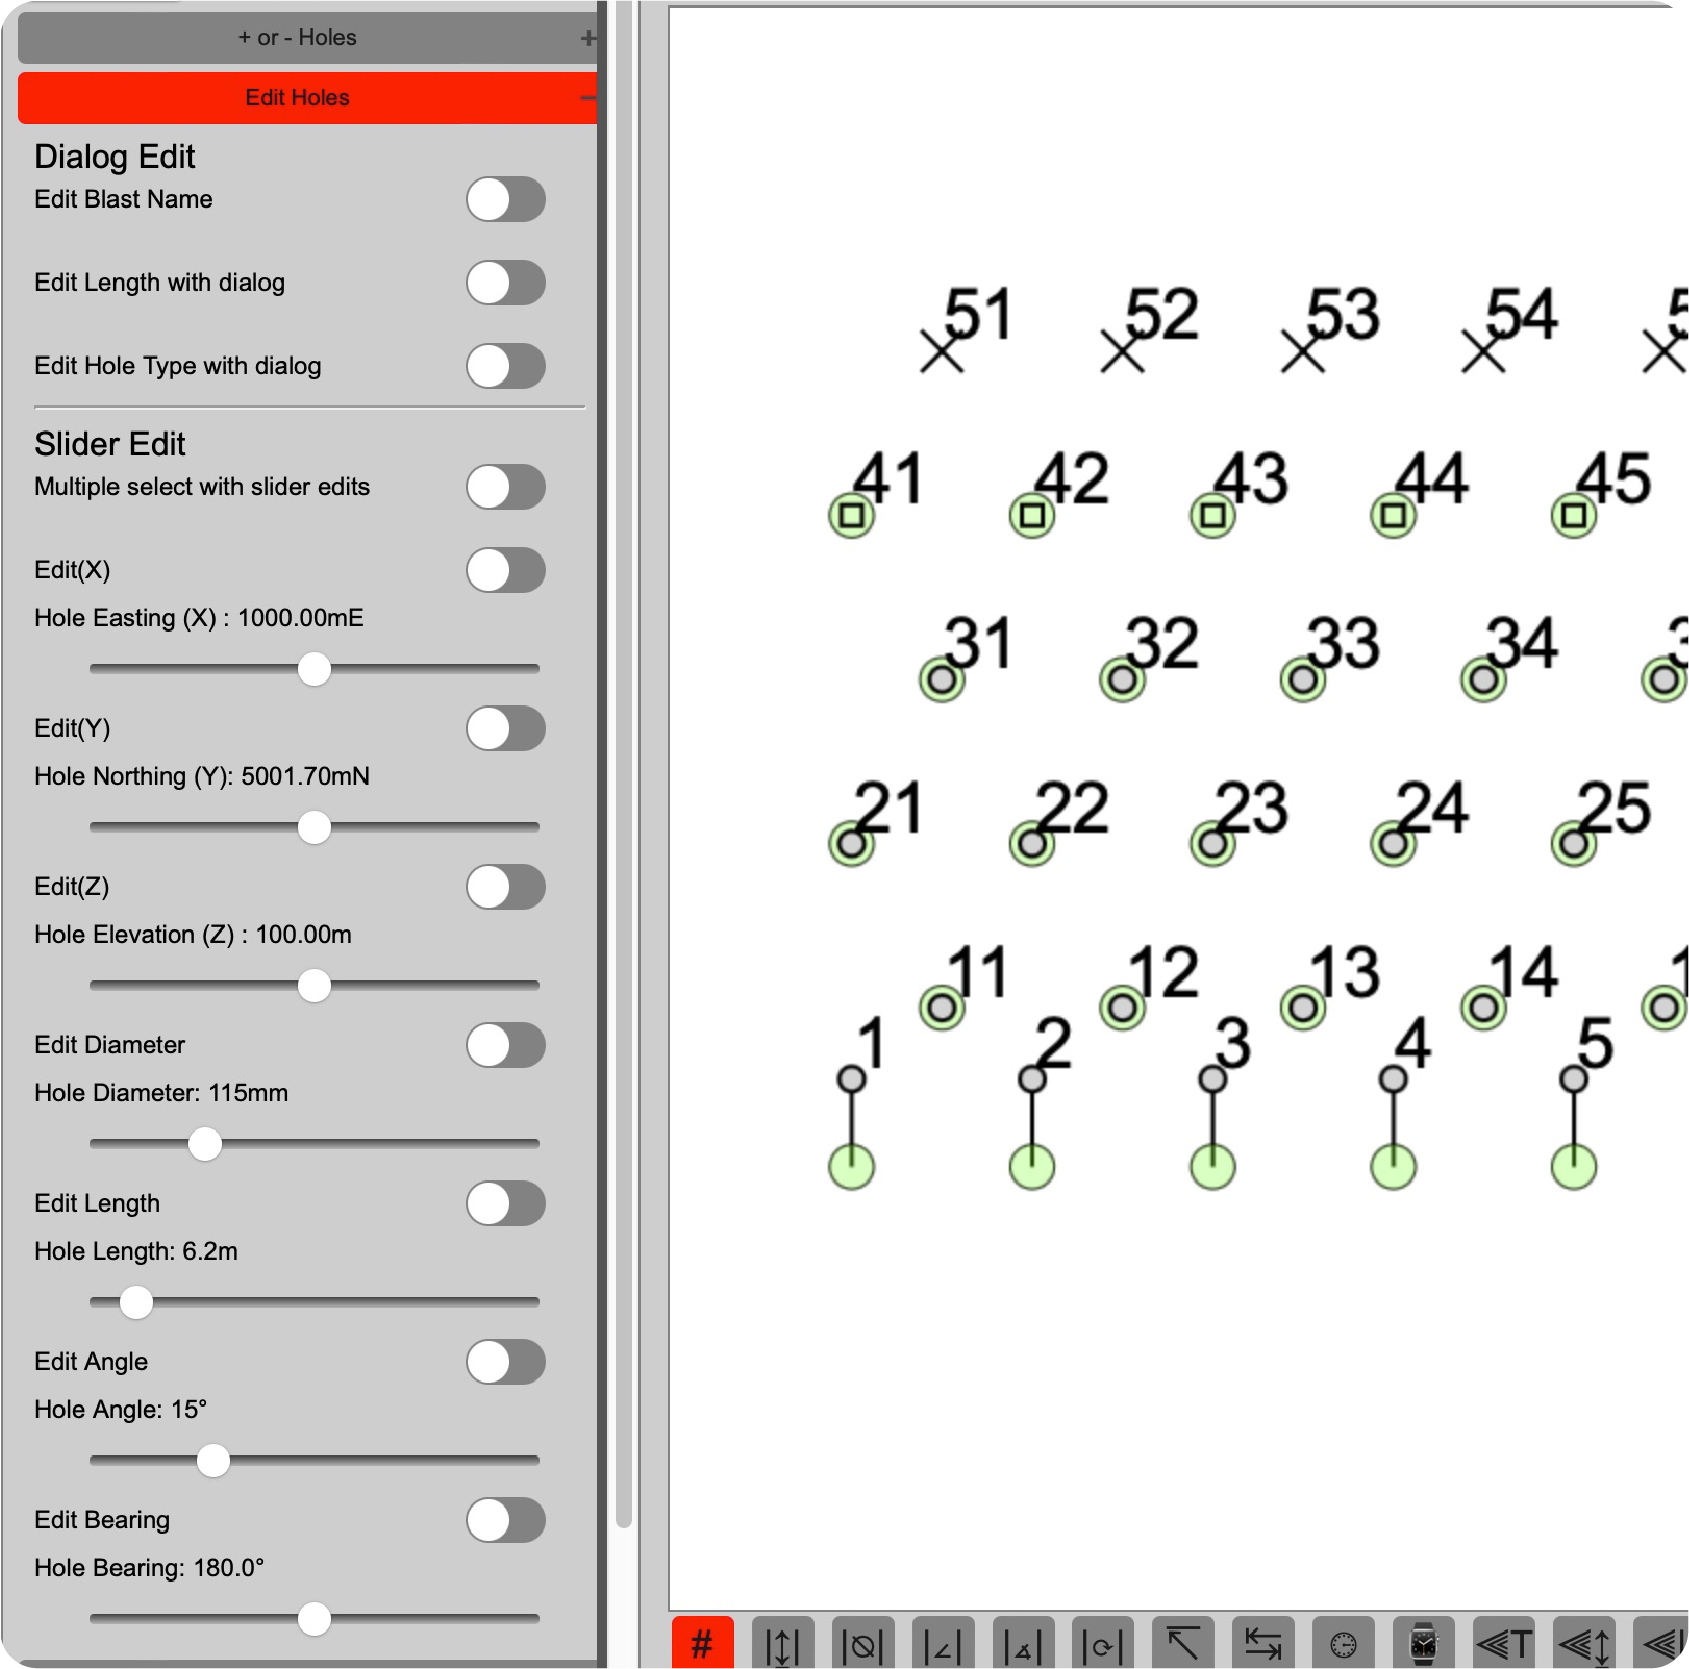 + or - Holes +
Edit Holes –
Dialog Edit
Edit Blast Name
Edit Length with dialog
Edit Hole Type with dialog
Slider Edit
Multiple select with slider edits
Edit(X)
Hole Easting (X) : 1000.00mE
Edit(Y)
Hole Northing (Y): 5001.70mN
Edit(Z)
Hole Elevation (Z) : 100.00m
Edit Diameter
Hole Diameter: 115mm
Edit Length
Hole Length: 6.2m
Edit Angle
Hole Angle: 15°
Edit Bearing
Hole Bearing: 180.0°
51 52 53 54
41 42 43 44 45
31 32 33 34
21 22 23 24 25
11 12 13 14
1 2 3 4 5
# T